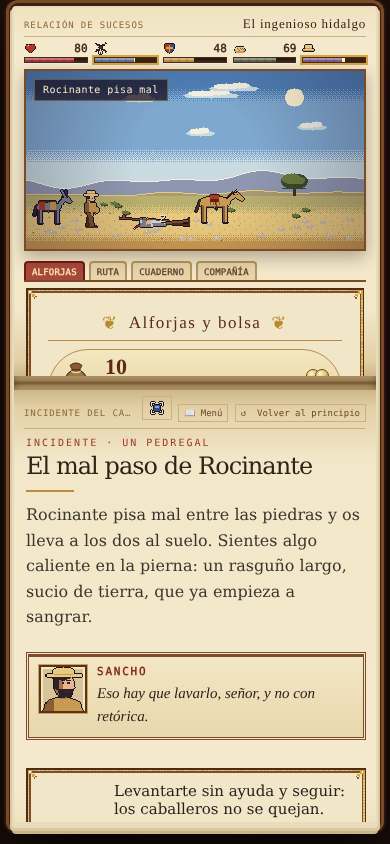 RELACIÓN DE SUCESOS
El ingenioso hidalgo
80
48
69
Rocinante pisa mal
ALFORJAS
RUTA
CUADERNO
COMPAÑÍA
Alforjas y bolsa
10
INCIDENTE DEL CA…
Menú
Volver al principio
INCIDENTE · UN PEDREGAL
El mal paso de Rocinante
Rocinante pisa mal entre las piedras y os
lleva a los dos al suelo. Sientes algo
caliente en la pierna: un rasguño largo,
sucio de tierra, que ya empieza a
sangrar.
SANCHO
Eso hay que lavarlo, señor, y no con
retórica.
Levantarte sin ayuda y seguir:
los caballeros no se quejan.